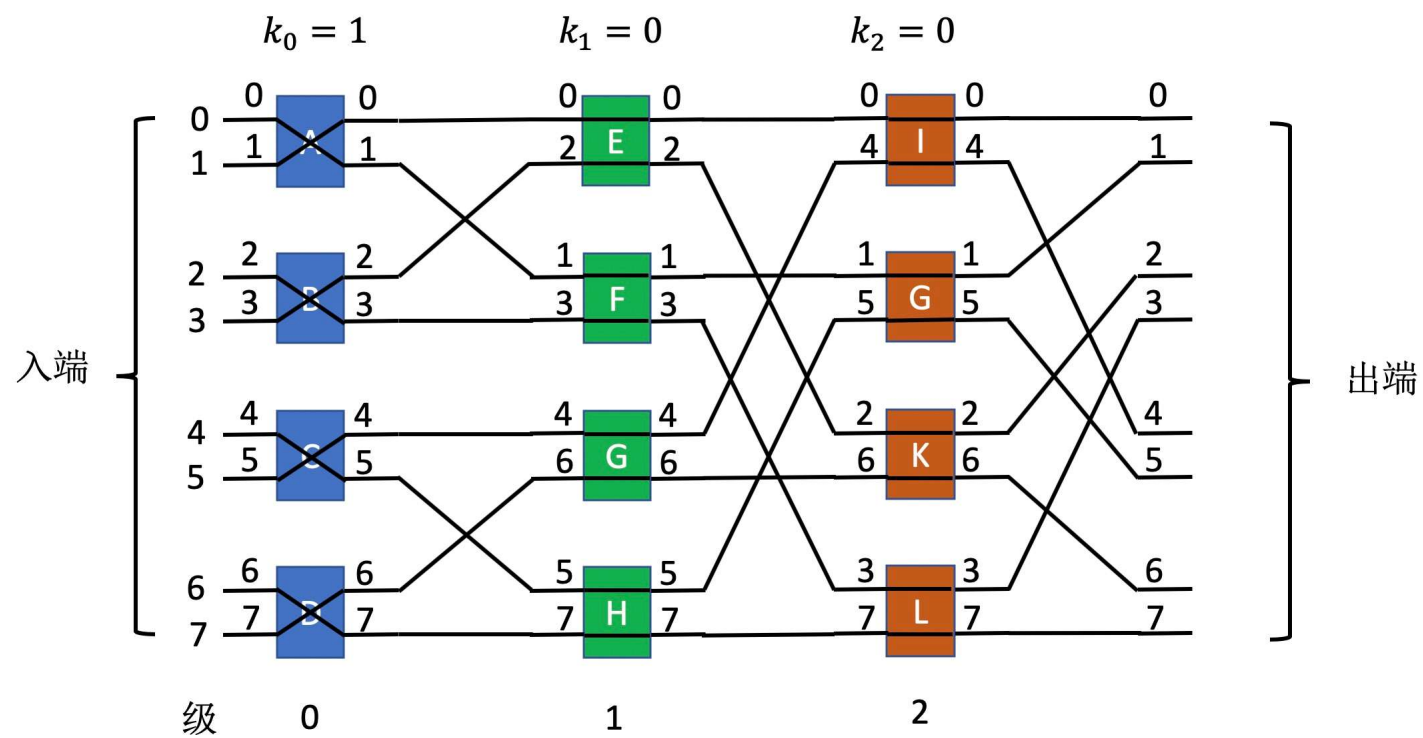 k₀ = 1 k₁ = 0 k₂ = 0
0 0 0 0 0 0 0 0
A E I
1 1 1 2 2 4 4 1
2 2 2 1 1 1 1 2
B F G
3 3 3 3 3 5 5 3
入端 出端
4 4 4 4 4 2 2 4
C G K
5 5 5 6 6 6 6 5
6 6 6 5 5 3 3 6
D H L
7 7 7 7 7 7 7 7
级 0 1 2